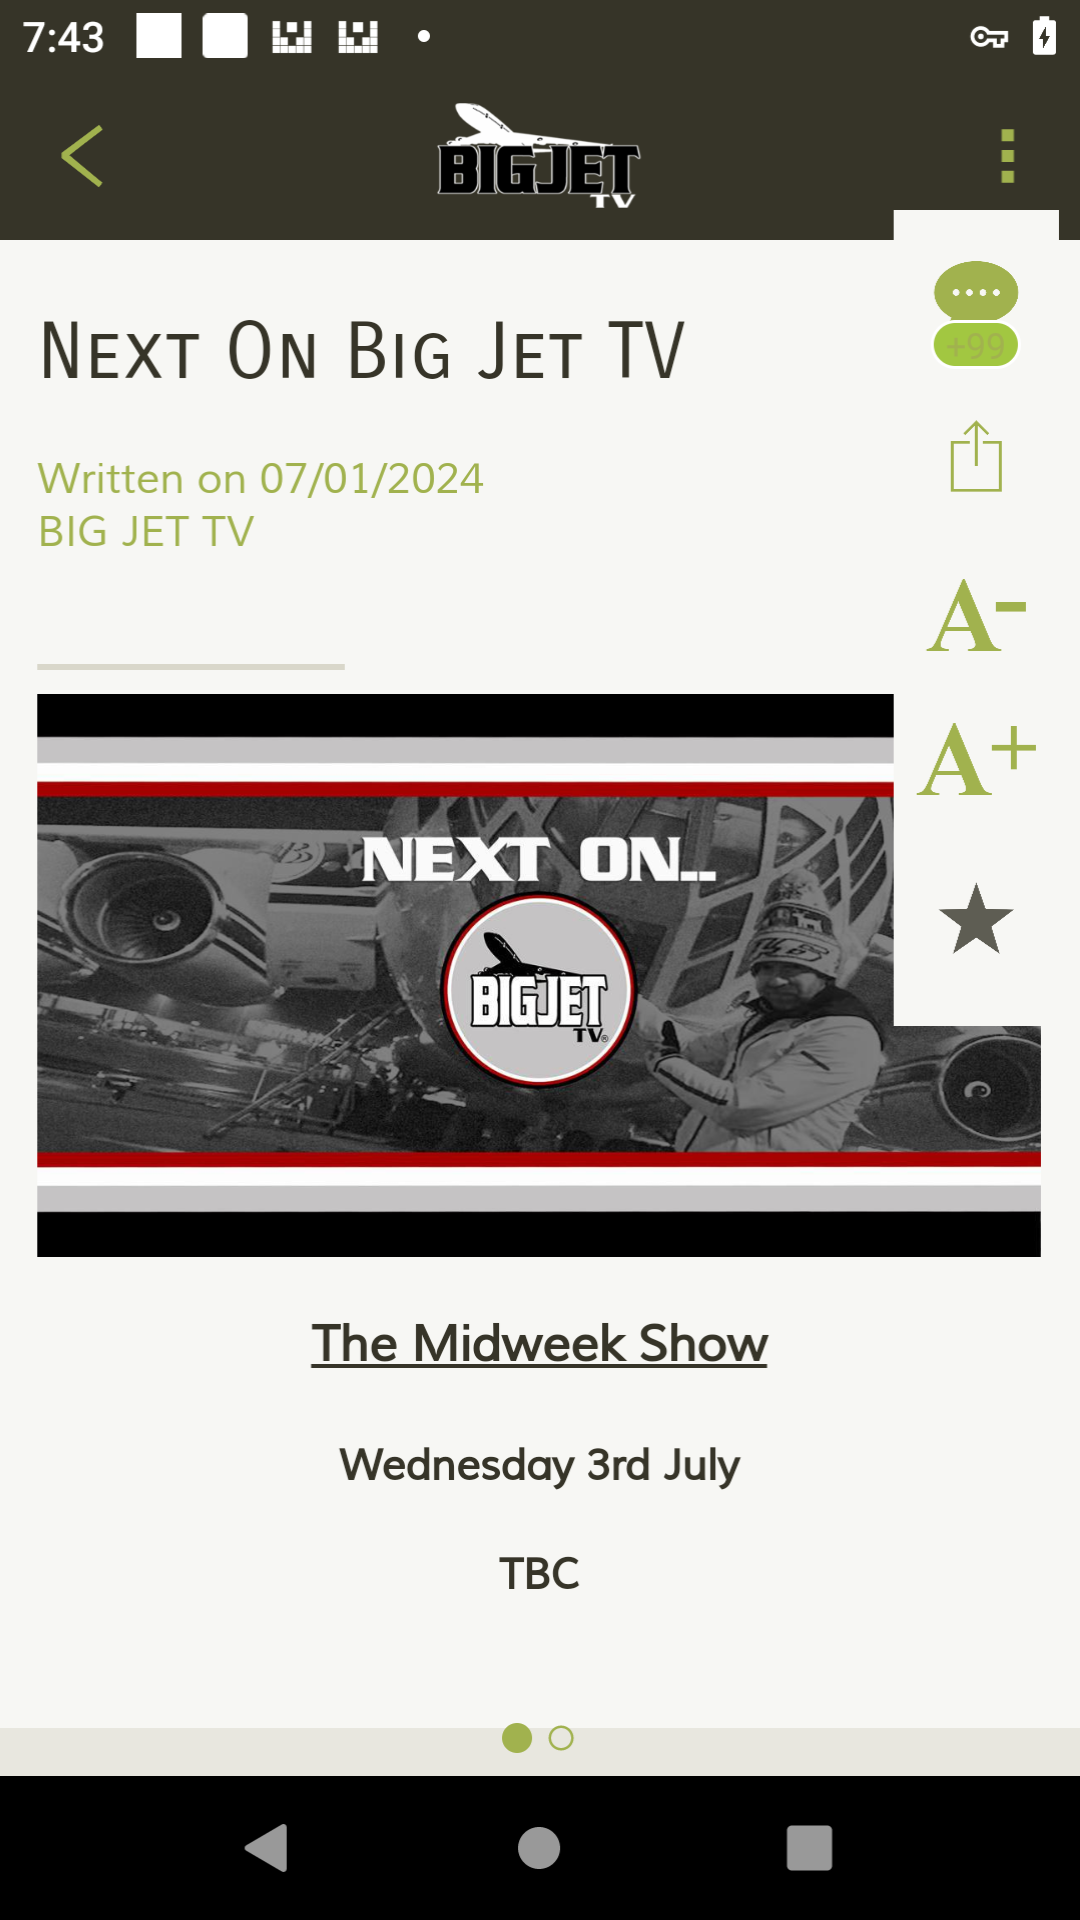 7:43
BIGJET
TV
Next On Big Jet TV
+99
Written on 07/01/2024
BIG JET TV
A-
A+
NEXT ON..
BIGJET
TV®
The Midweek Show
Wednesday 3rd July
TBC